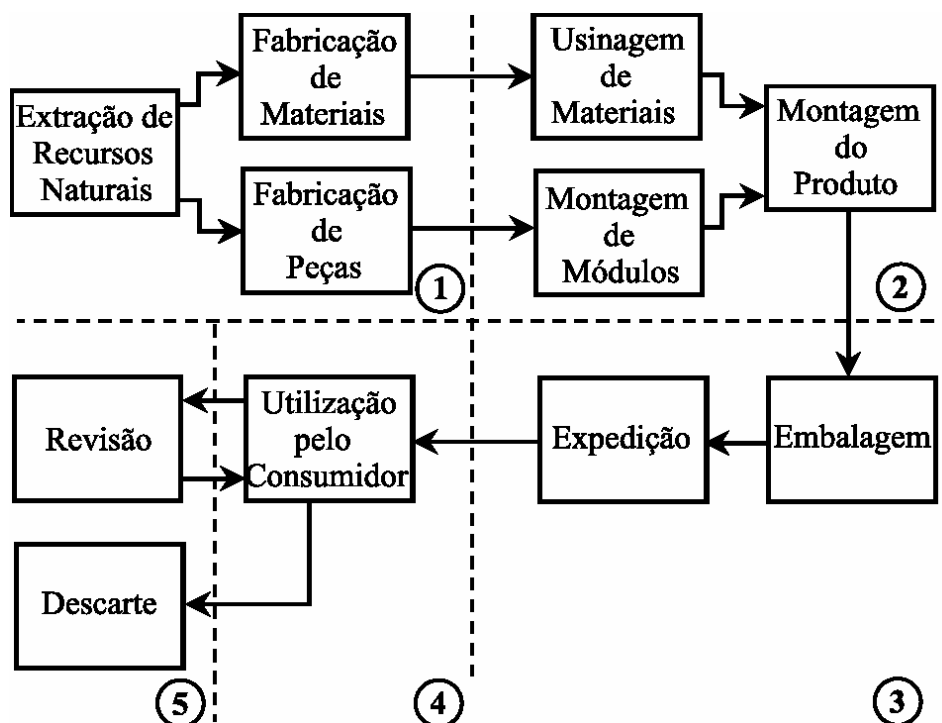 Extração de
Recursos
Naturais
Fabricação
de
Materiais
Fabricação
de
Peças
1
Usinagem
de
Materiais
Montagem
de
Módulos
Montagem
do
Produto
2
Embalagem
Expedição
3
Utilização
pelo
Consumidor
4
Revisão
Descarte
5